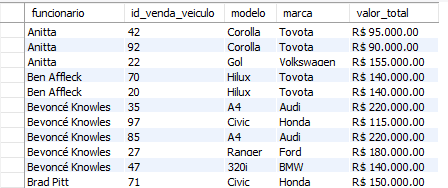 funcionario id_venda_veiculo modelo marca valor_total
Anitta 42 Corolla Toyota R$ 95.000,00
Anitta 92 Corolla Toyota R$ 90.000,00
Anitta 22 Gol Volkswagen R$ 155.000,00
Ben Affleck 70 Hilux Toyota R$ 140.000,00
Ben Affleck 20 Hilux Toyota R$ 140.000,00
Beyoncé Knowles 35 A4 Audi R$ 220.000,00
Beyoncé Knowles 97 Civic Honda R$ 115.000,00
Beyoncé Knowles 85 A4 Audi R$ 220.000,00
Beyoncé Knowles 27 Ranger Ford R$ 180.000,00
Beyoncé Knowles 47 320i BMW R$ 140.000,00
Brad Pitt 71 Civic Honda R$ 150.000,00